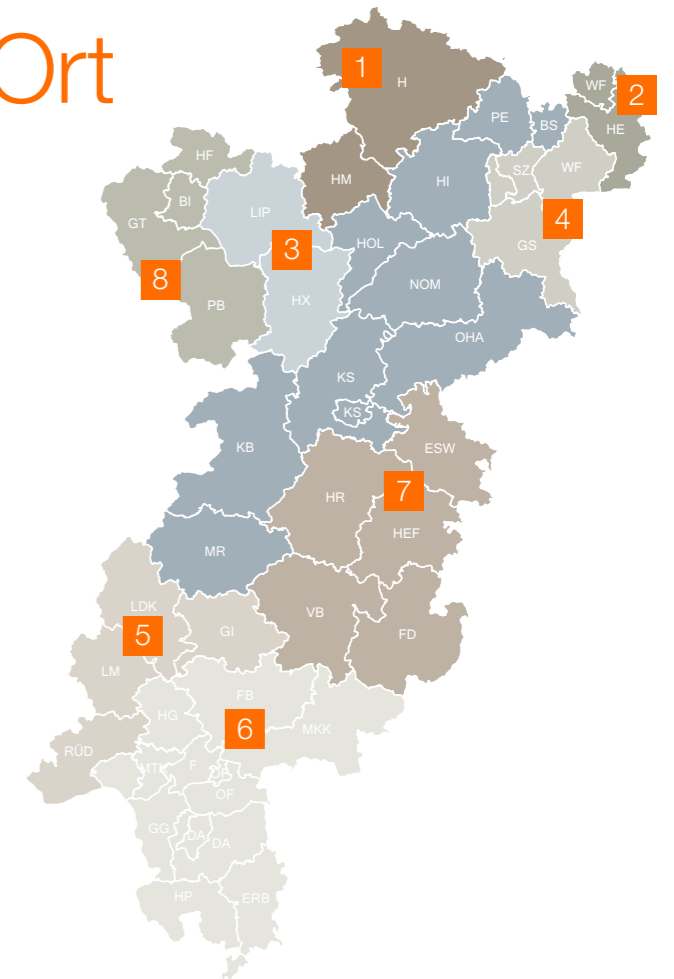 Ort
1
H
WF
2
PE
BS
HE
HF
HM
HI
SZ
WF
BI
LIP
GT
4
3
HOL
GS
8
NOM
PB
HX
OHA
KS
KS
KB
ESW
HR
7
HEF
MR
LDK
VB
5
GI
FD
LM
FB
HG
6
MKK
RÜD
F
OF
OF
GG
DA
DA
HP
ERB